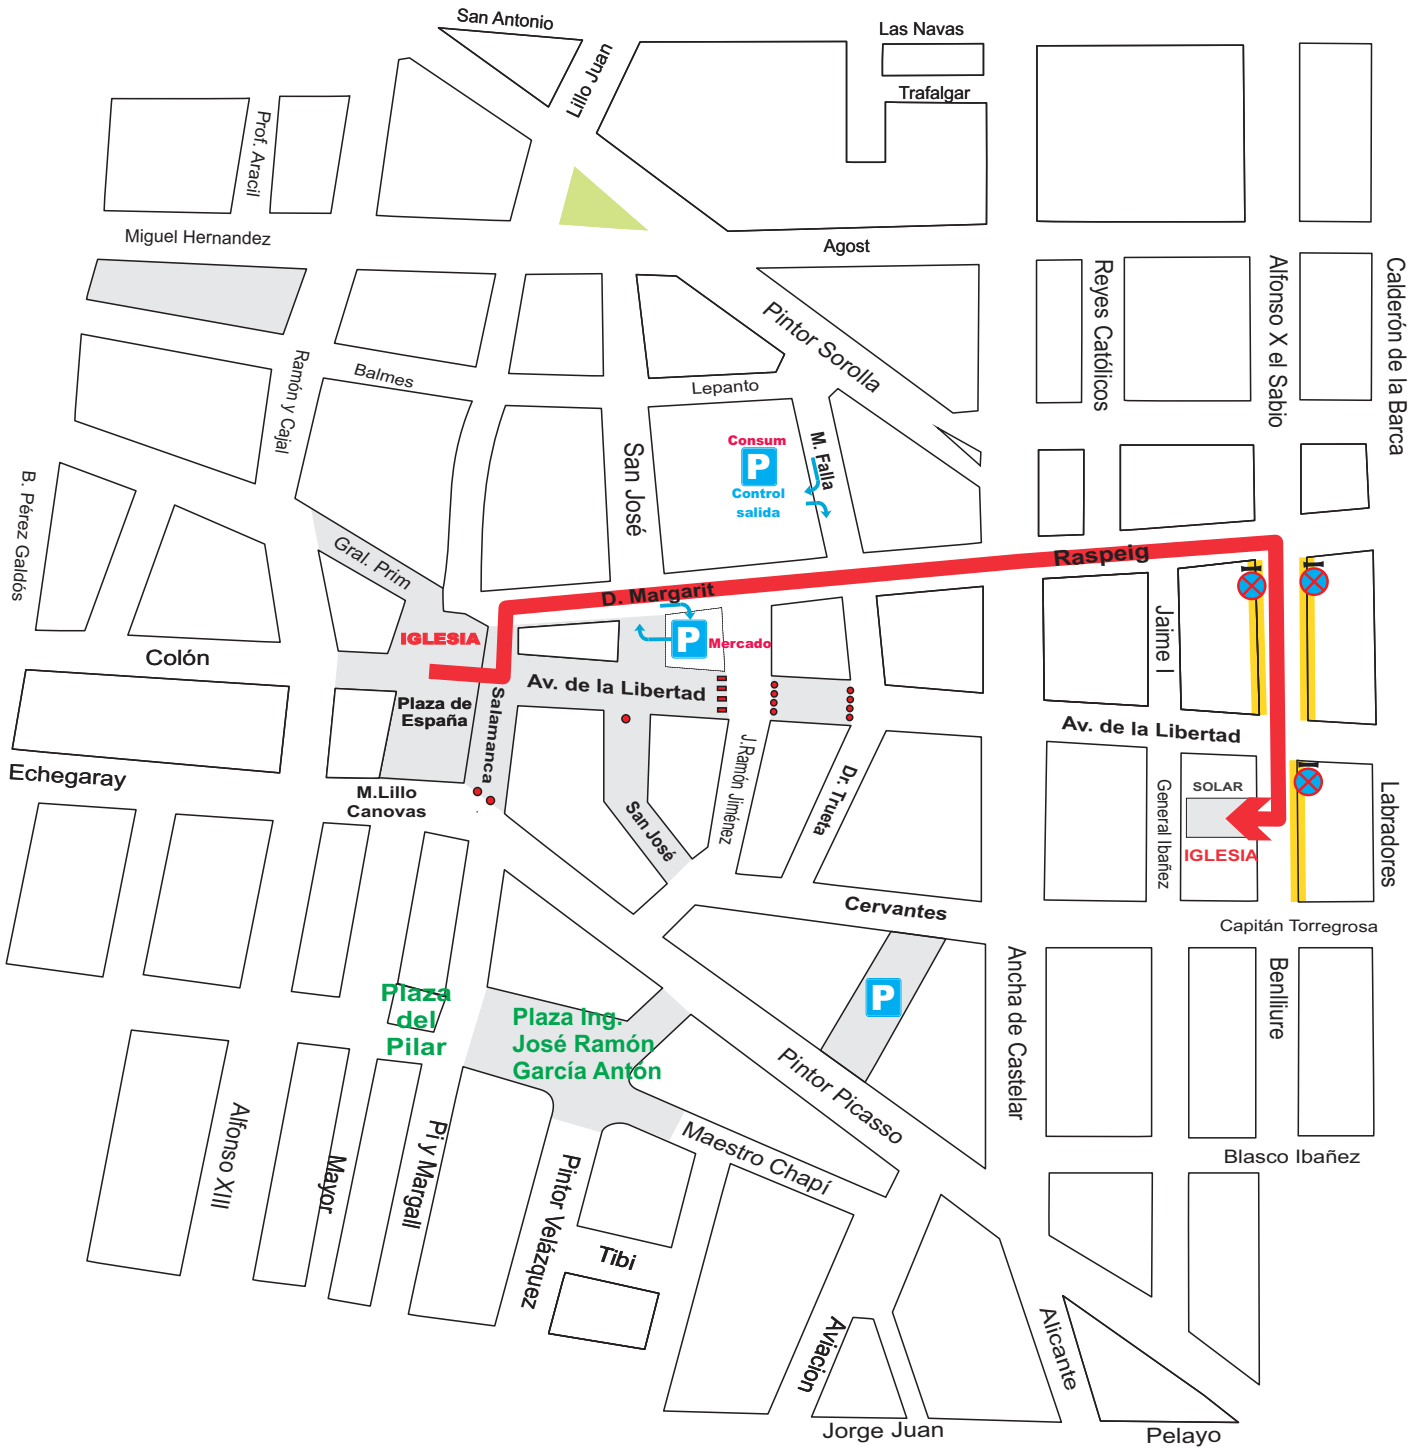 San Antonio
Lillo Juan
Las Navas
Trafalgar
Prof. Aracil
Miguel Hernandez
Agost
Reyes Católicos
Alfonso X el Sabio
Calderón de la Barca
Pintor Sorolla
Ramón y Cajal
Balmes
Lepanto
B. Pérez Galdós
San José
Consum
P
Control
salida
M. Falla
Gral. Prim
Raspeig
D. Margarit
IGLESIA
P
Mercado
Jaime I
Colón
Av. de la Libertad
Plaza de
España
Salamanca
Av. de la Libertad
Echegaray
M.Lillo
Canovas
San José
J.Ramón Jiménez
Dr. Trueta
General Ibañez
SOLAR
IGLESIA
Labradores
Cervantes
Capitán Torregrosa
Plaza
del
Pilar
Plaza Ing.
José Ramón
García Antón
P
Ancha de Castelar
Benlliure
Pintor Picasso
Alfonso XIII
Mayor
Pi y Margall
Pintor Velázquez
Maestro Chapí
Blasco Ibañez
Tibi
Aviacion
Alicante
Jorge Juan
Pelayo